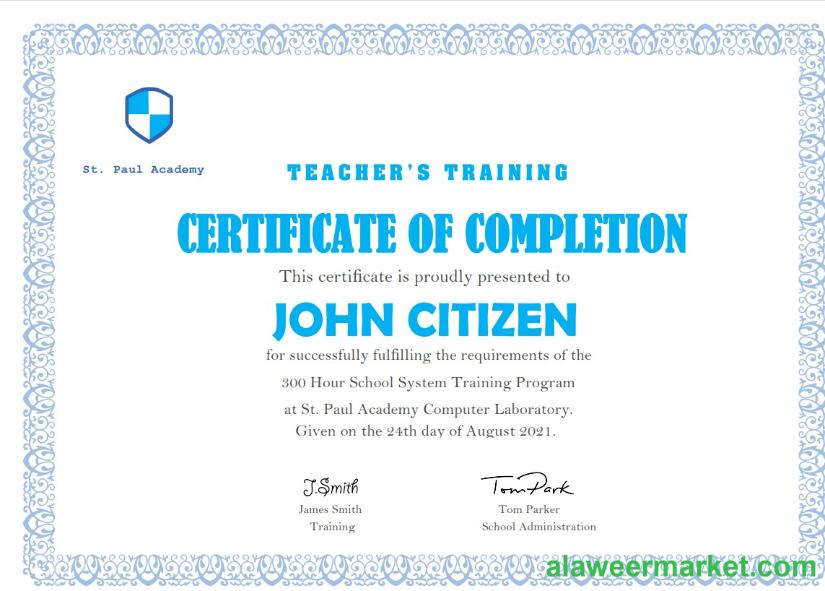 St. Paul Academy
TEACHER'S TRAINING
CERTIFICATE OF COMPLETION
This certificate is proudly presented to
JOHN CITIZEN
for successfully fulfilling the requirements of the
300 Hour School System Training Program
at St. Paul Academy Computer Laboratory.
Given on the 24th day of August 2021.
J.Smith
James Smith
Training
Tom Park
Tom Parker
School Administration
alaweermarket.com